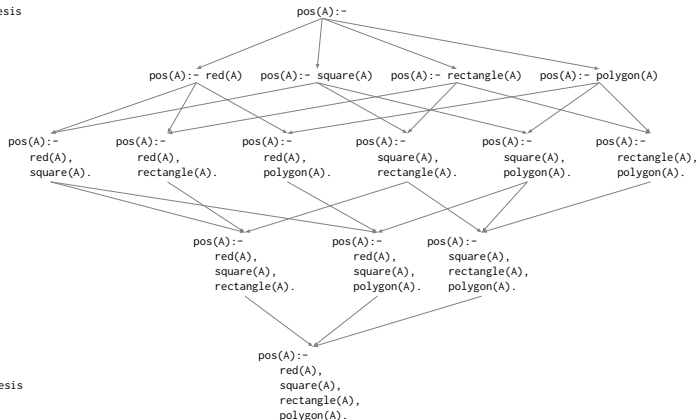 esis
pos(A):-
pos(A):- red(A) pos(A):- square(A) pos(A):- rectangle(A) pos(A):- polygon(A)
pos(A):- pos(A):- pos(A):- pos(A):- pos(A):- pos(A):-
red(A), red(A), red(A), square(A), square(A), rectangle(A),
square(A). rectangle(A). polygon(A). rectangle(A). polygon(A). polygon(A).
pos(A):- pos(A):- pos(A):-
red(A), red(A), square(A),
square(A), square(A), rectangle(A),
rectangle(A). polygon(A). polygon(A).
pos(A):-
red(A),
esis
square(A),
rectangle(A),
polygon(A).